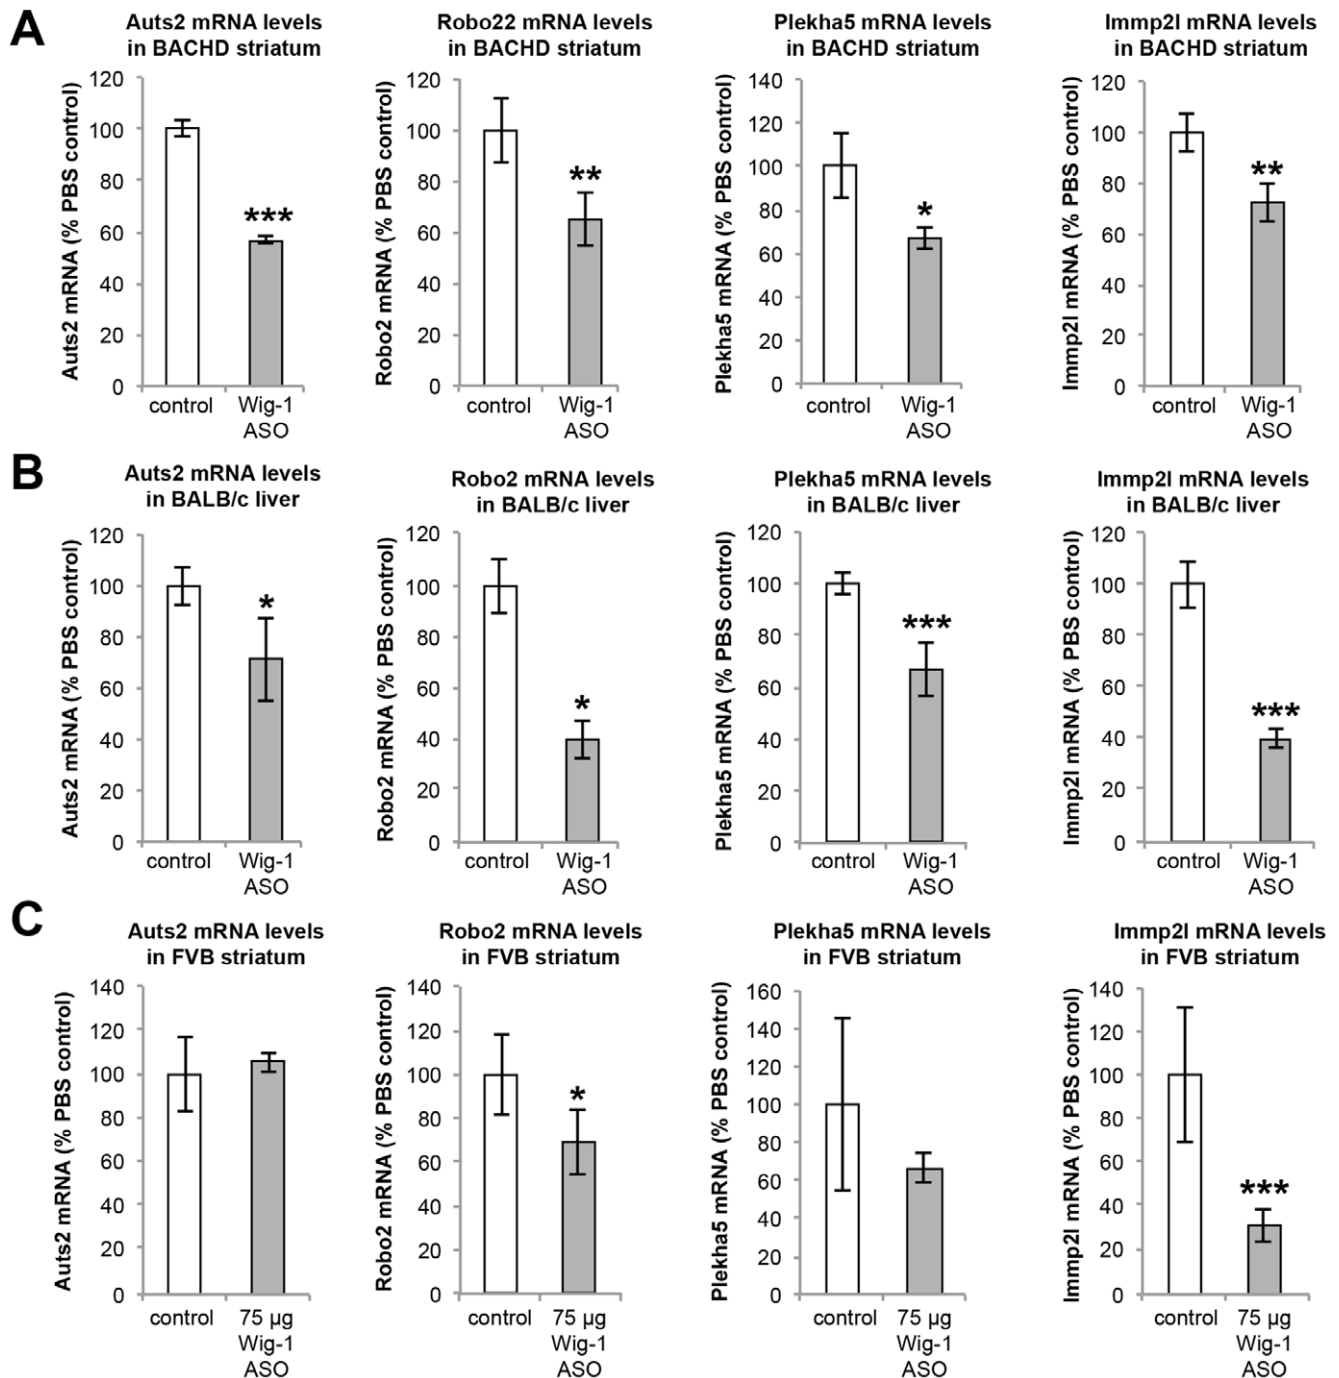 A
Auts2 mRNA levels
in BACHD striatum
Auts2 mRNA (% PBS control)
120
100
80
60
40
20
0
***
control
Wig-1
ASO
Robo22 mRNA levels
in BACHD striatum
Robo2 mRNA (% PBS control)
120
100
80
60
40
20
0
**
control
Wig-1
ASO
Plekha5 mRNA levels
in BACHD striatum
Plekha5 mRNA (% PBS control)
140
120
100
80
60
40
20
0
*
control
Wig-1
ASO
Immp2l mRNA levels
in BACHD striatum
Immp2l mRNA (% PBS control)
120
100
80
60
40
20
0
**
control
Wig-1
ASO
B
Auts2 mRNA levels
in BALB/c liver
Auts2 mRNA (% PBS control)
120
100
80
60
40
20
0
*
control
Wig-1
ASO
Robo2 mRNA levels
in BALB/c liver
Robo2 mRNA (% PBS control)
120
100
80
60
40
20
0
*
control
Wig-1
ASO
Plekha5 mRNA levels
in BALB/c liver
Plekha5 mRNA (% PBS control)
120
100
80
60
40
20
0
***
control
Wig-1
ASO
Immp2l mRNA levels
in BALB/c liver
Immp2l mRNA (% PBS control)
120
100
80
60
40
20
0
***
control
Wig-1
ASO
C
Auts2 mRNA levels
in FVB striatum
Auts2 mRNA (% PBS control)
140
120
100
80
60
40
20
0
control
75 µg
Wig-1
ASO
Robo2 mRNA levels
in FVB striatum
Robo2 mRNA (% PBS control)
140
120
100
80
60
40
20
0
*
control
75 µg
Wig-1
ASO
Plekha5 mRNA levels
in FVB striatum
Plekha5 mRNA (% PBS control)
160
140
120
100
80
60
40
20
0
control
75 µg
Wig-1
ASO
Immp2l mRNA levels
in FVB striatum
Immp2l mRNA (% PBS control)
140
120
100
80
60
40
20
0
***
control
75 µg
Wig-1
ASO